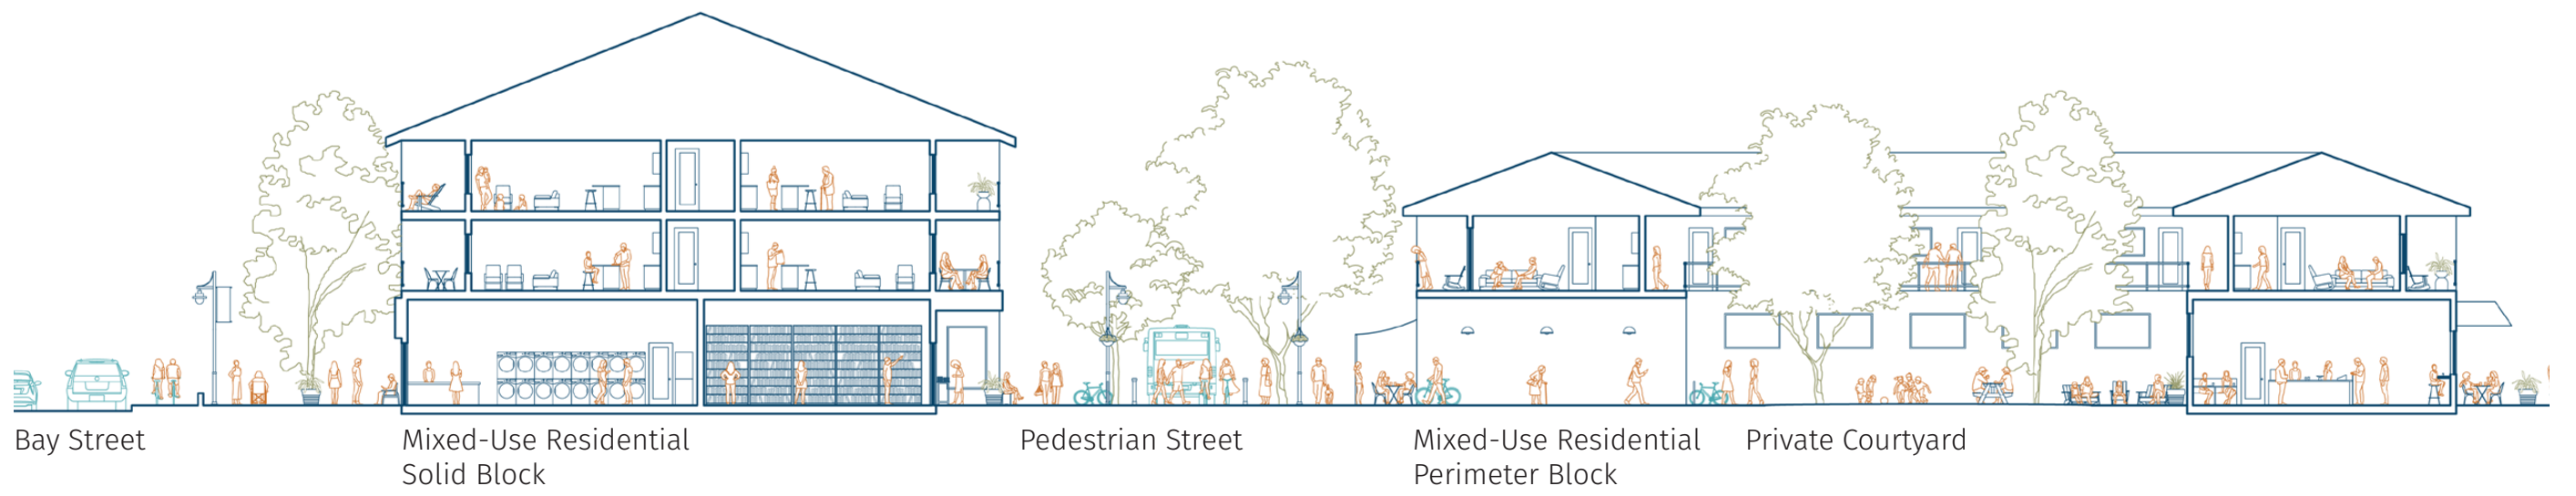 Bay Street
Mixed-Use Residential
Solid Block
Pedestrian Street
Mixed-Use Residential
Perimeter Block
Private Courtyard